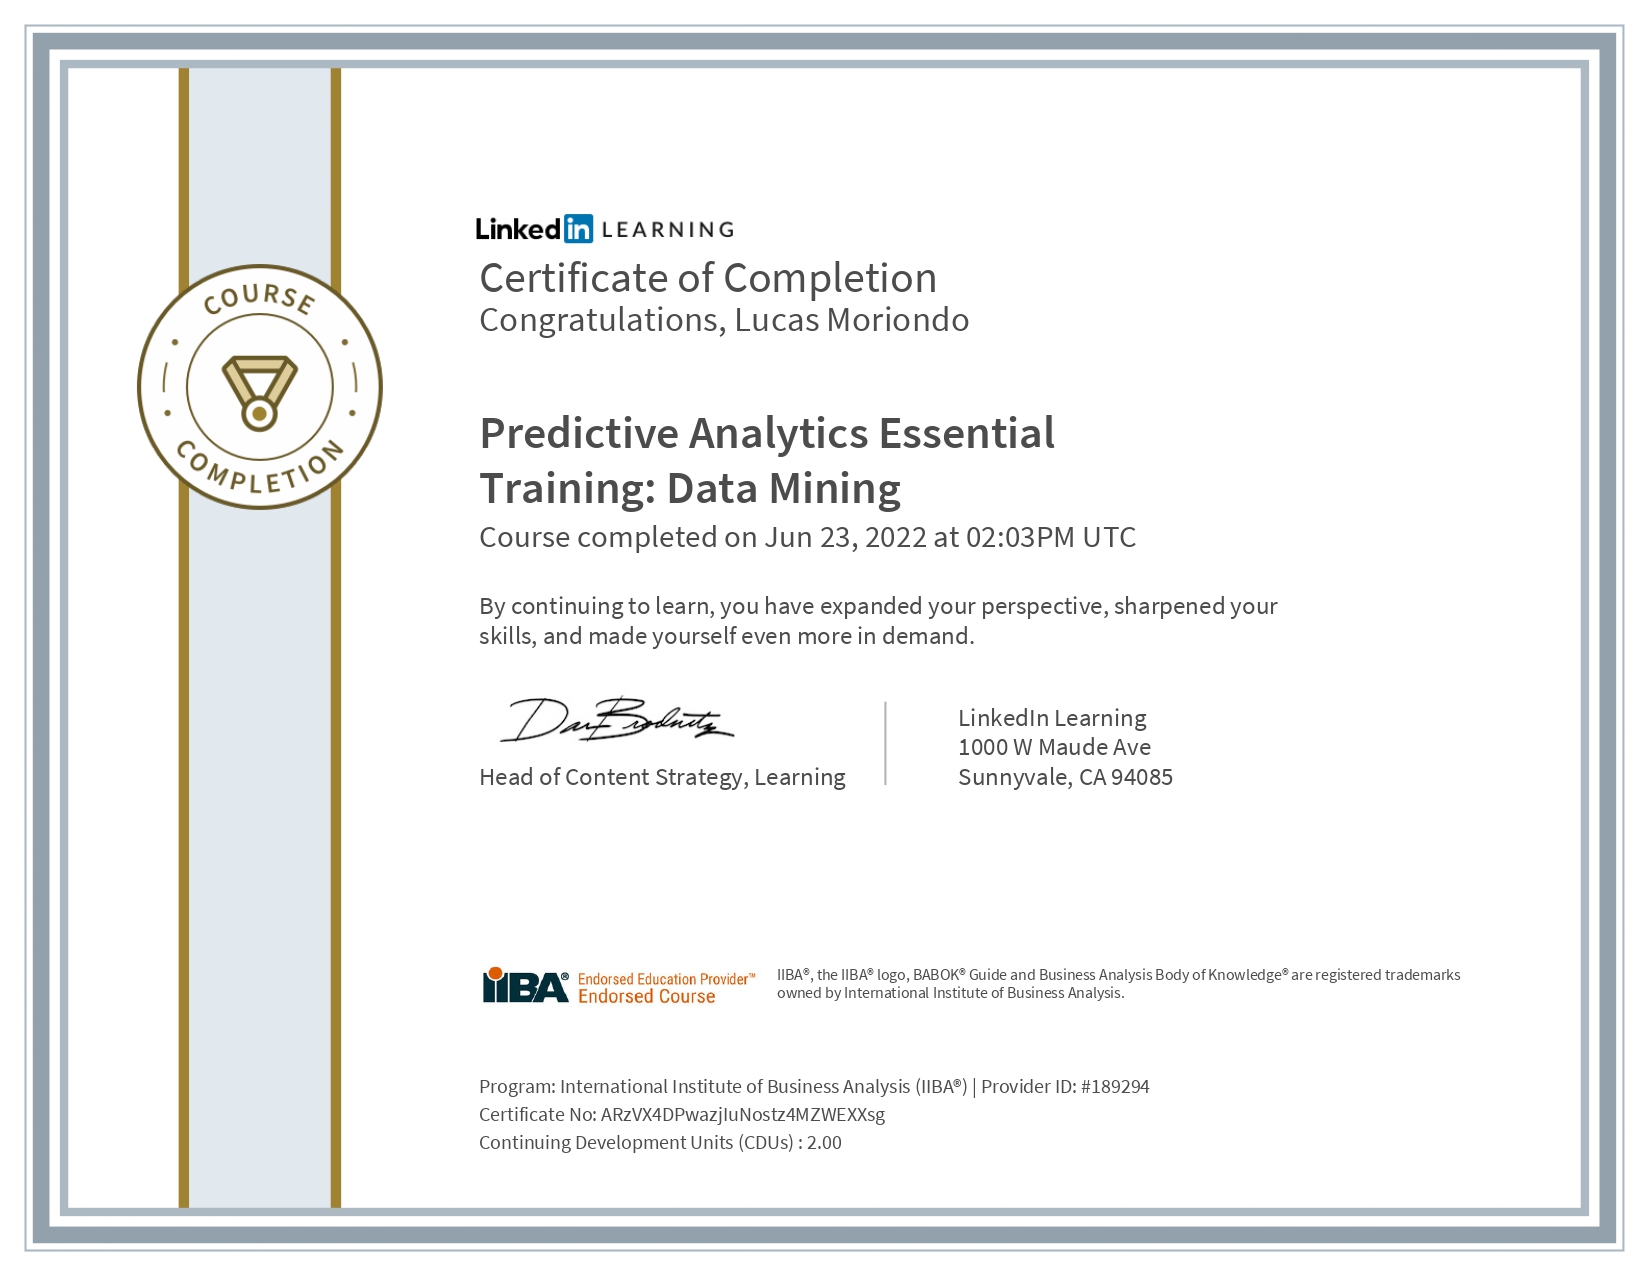 LinkedIn LEARNING
Certificate of Completion
Congratulations, Lucas Moriondo
COURSE
COMPLETION
Predictive Analytics Essential
Training: Data Mining
Course completed on Jun 23, 2022 at 02:03PM UTC
By continuing to learn, you have expanded your perspective, sharpened your
skills, and made yourself even more in demand.
Dan Brodnitz
Head of Content Strategy, Learning
LinkedIn Learning
1000 W Maude Ave
Sunnyvale, CA 94085
IIBA® Endorsed Education Provider™
Endorsed Course
IIBA®, the IIBA® logo, BABOK® Guide and Business Analysis Body of Knowledge® are registered trademarks
owned by International Institute of Business Analysis.
Program: International Institute of Business Analysis (IIBA®) | Provider ID: #189294
Certificate No: ARzVX4DPwazjIuNostz4MZWEXXsg
Continuing Development Units (CDUs) : 2.00